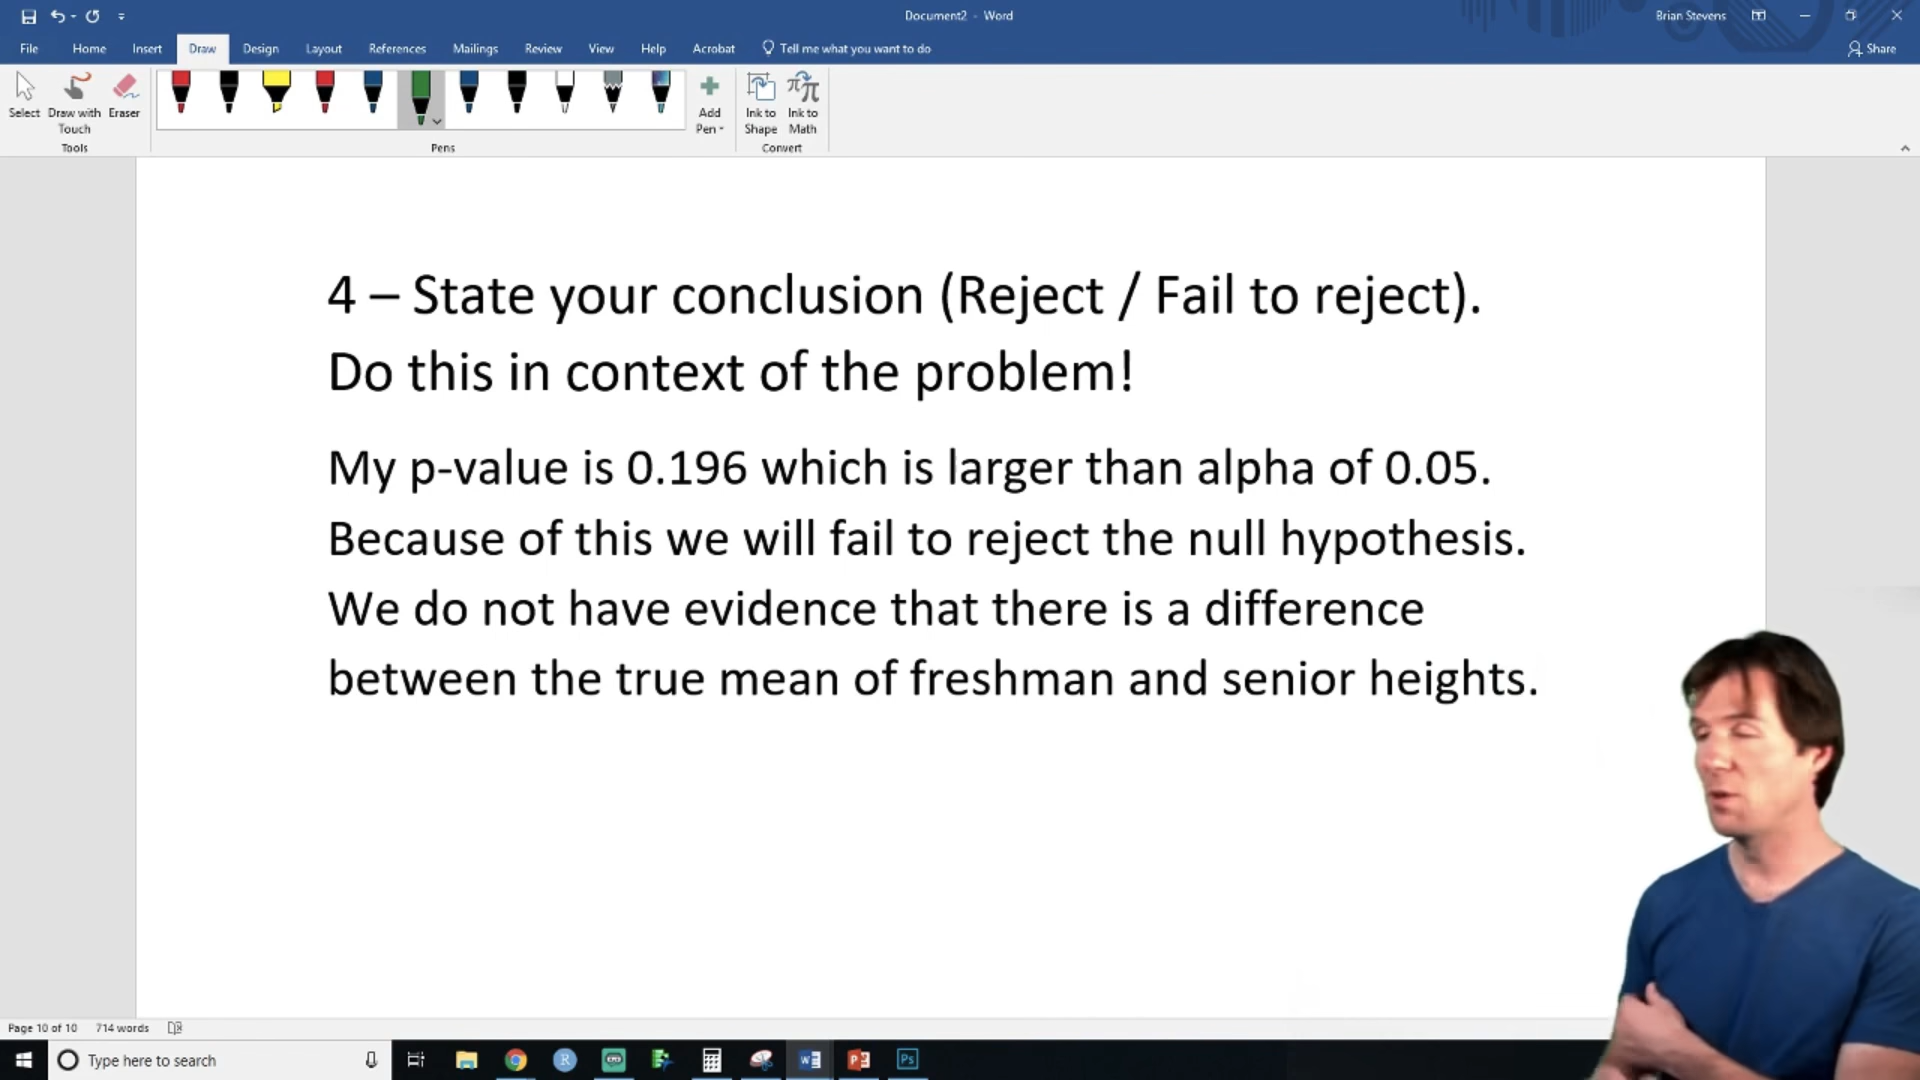 Document2 - Word
Brian Stevens
File Home Insert Draw Design Layout References Mailings Review View Help Acrobat Tell me what you want to do Share
Select Draw with Touch Eraser Add Pen Ink to Shape Ink to Math
Tools Pens Convert
4 – State your conclusion (Reject / Fail to reject).
Do this in context of the problem!
My p-value is 0.196 which is larger than alpha of 0.05.
Because of this we will fail to reject the null hypothesis.
We do not have evidence that there is a difference
between the true mean of freshman and senior heights.
Page 10 of 10 714 words
Type here to search